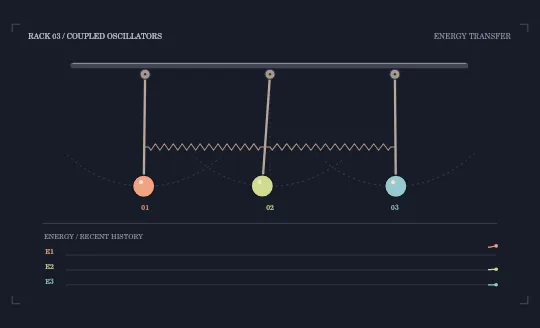 RACK 03 / COUPLED OSCILLATORS
ENERGY TRANSFER
01
02
03
ENERGY / RECENT HISTORY
E1
E2
E3